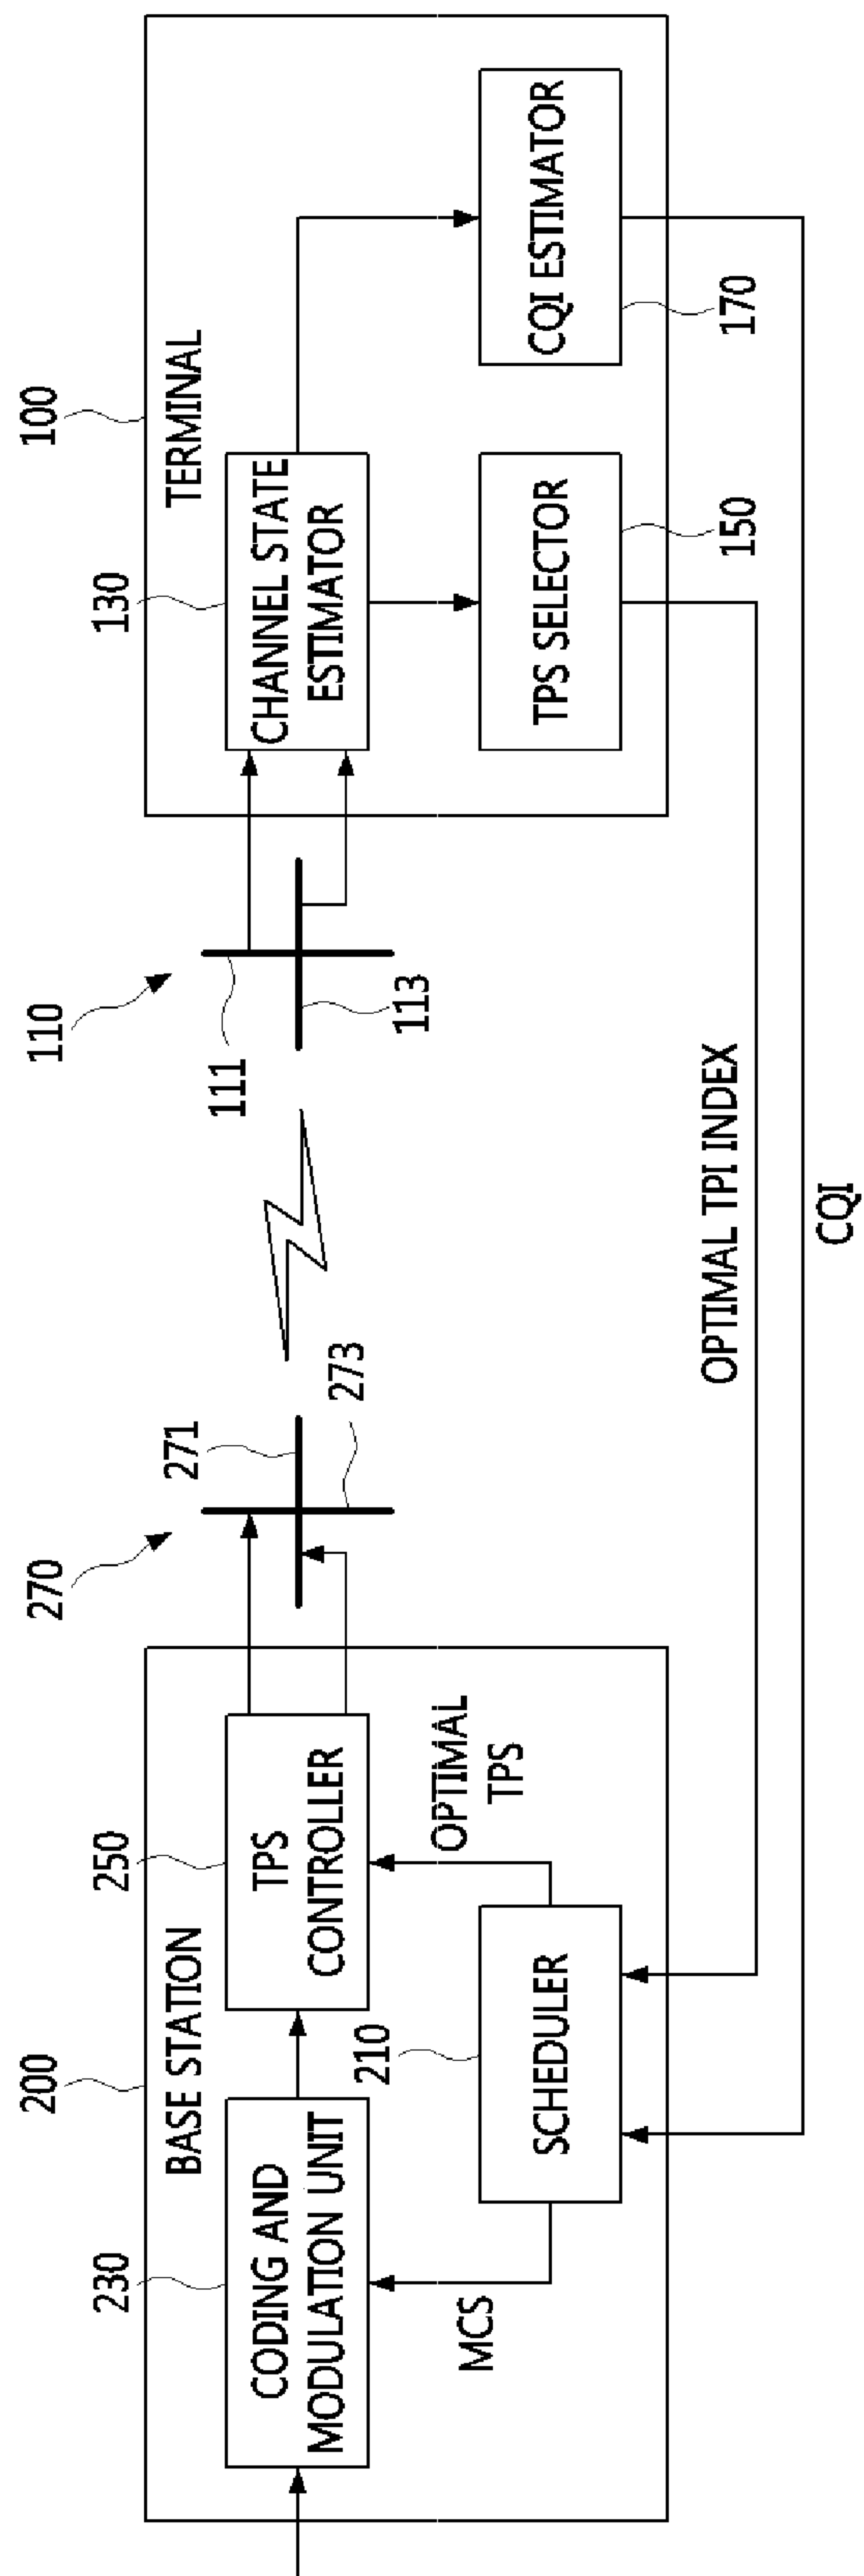 200
BASE STATION
230
CODING AND
MODULATION UNIT
250
TPS
CONTROLLER
210
SCHEDULER
MCS
OPTIMAL
TPS
270
271
273
110
111
113
100
TERMINAL
130
CHANNEL STATE
ESTIMATOR
TPS SELECTOR
150
CQI ESTIMATOR
170
OPTIMAL TPI INDEX
CQI